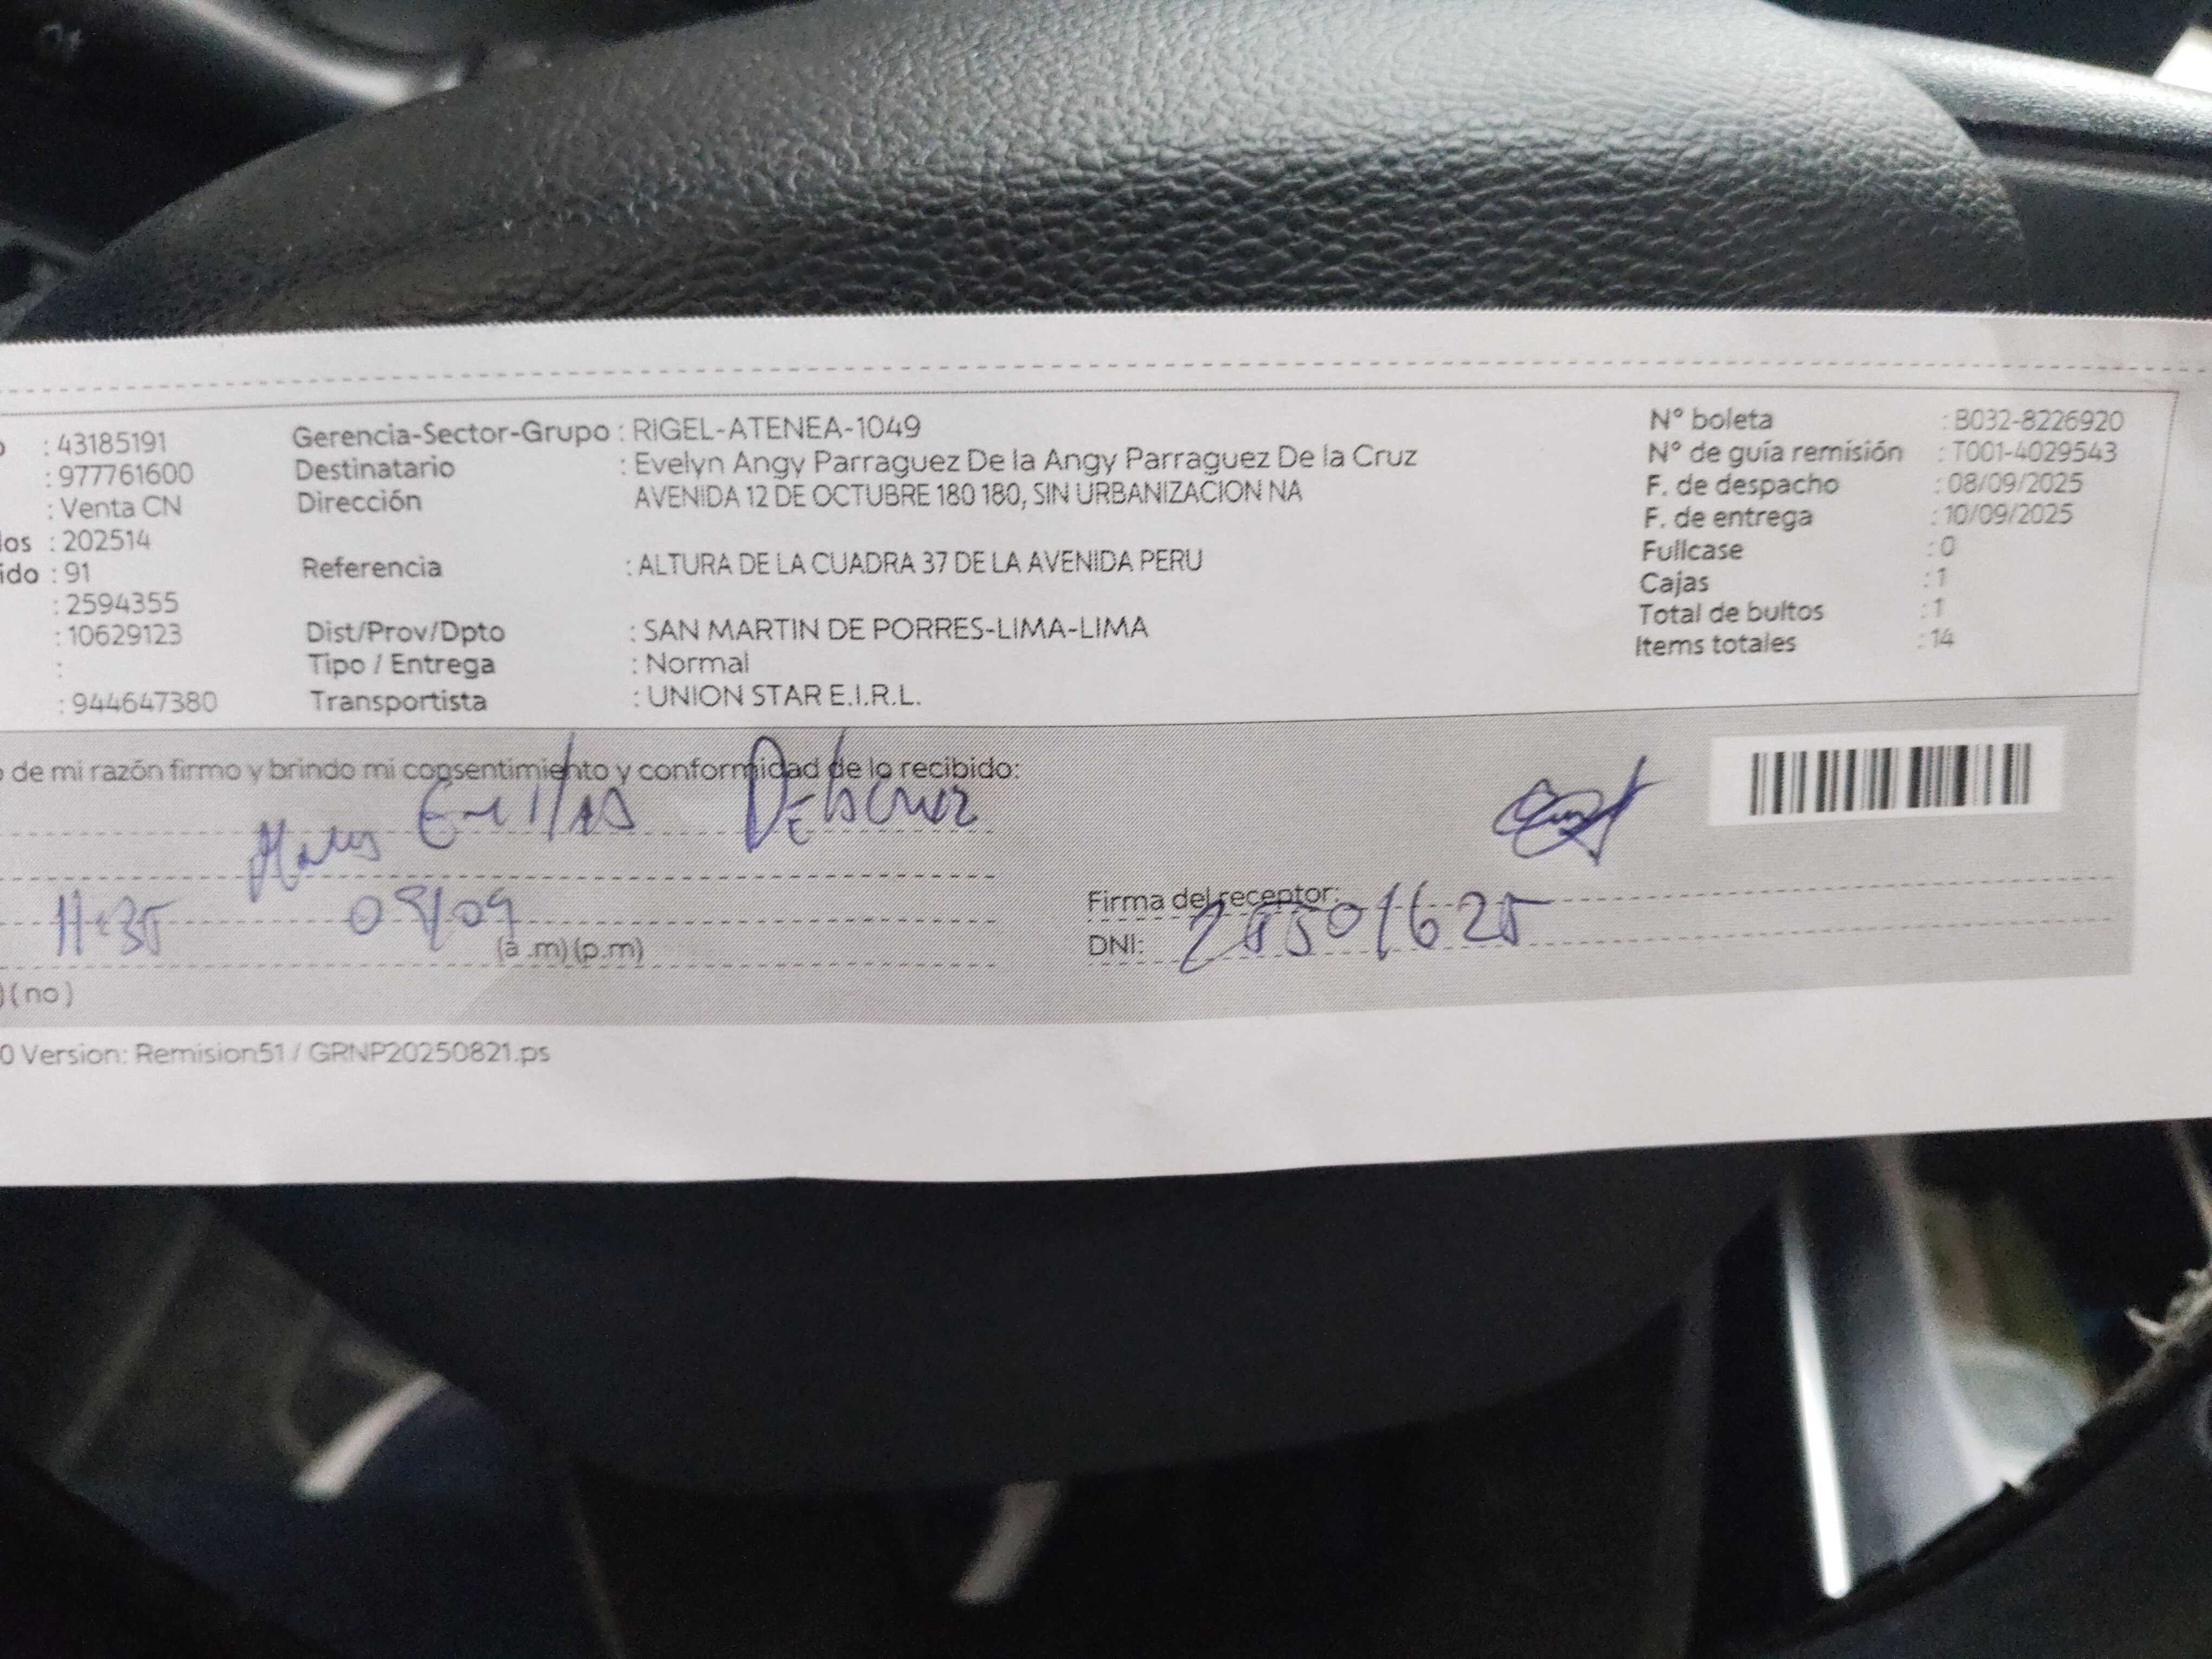 : 43185191 Gerencia-Sector-Grupo : RIGEL-ATENEA-1049 Nº boleta : B032-8226920
: 977761600 Destinatario : Evelyn Angy Parraguez De la Angy Parraguez De la Cruz Nº de guía remisión : T001-4029543
: Venta CN Dirección AVENIDA 12 DE OCTUBRE 180 180, SIN URBANIZACION NA F. de despacho : 08/09/2025
los : 202514 F. de entrega : 10/09/2025
ido : 91 Referencia : ALTURA DE LA CUADRA 37 DE LA AVENIDA PERU Fullcase : 0
: 2594355 Cajas : 1
: 10629123 Dist/Prov/Dpto : SAN MARTIN DE PORRES-LIMA-LIMA Total de bultos : 1
: Tipo / Entrega : Normal Items totales : 14
: 944647380 Transportista : UNION STAR E.I.R.L.
o de mi razón firmo y brindo mi consentimiento y conformidad de lo recibido:
De la Cruz
11:35 09/09 Firma del receptor:
(a .m) (p.m) DNI:
) ( no )
0 Version: Remision51 / GRNP20250821.ps